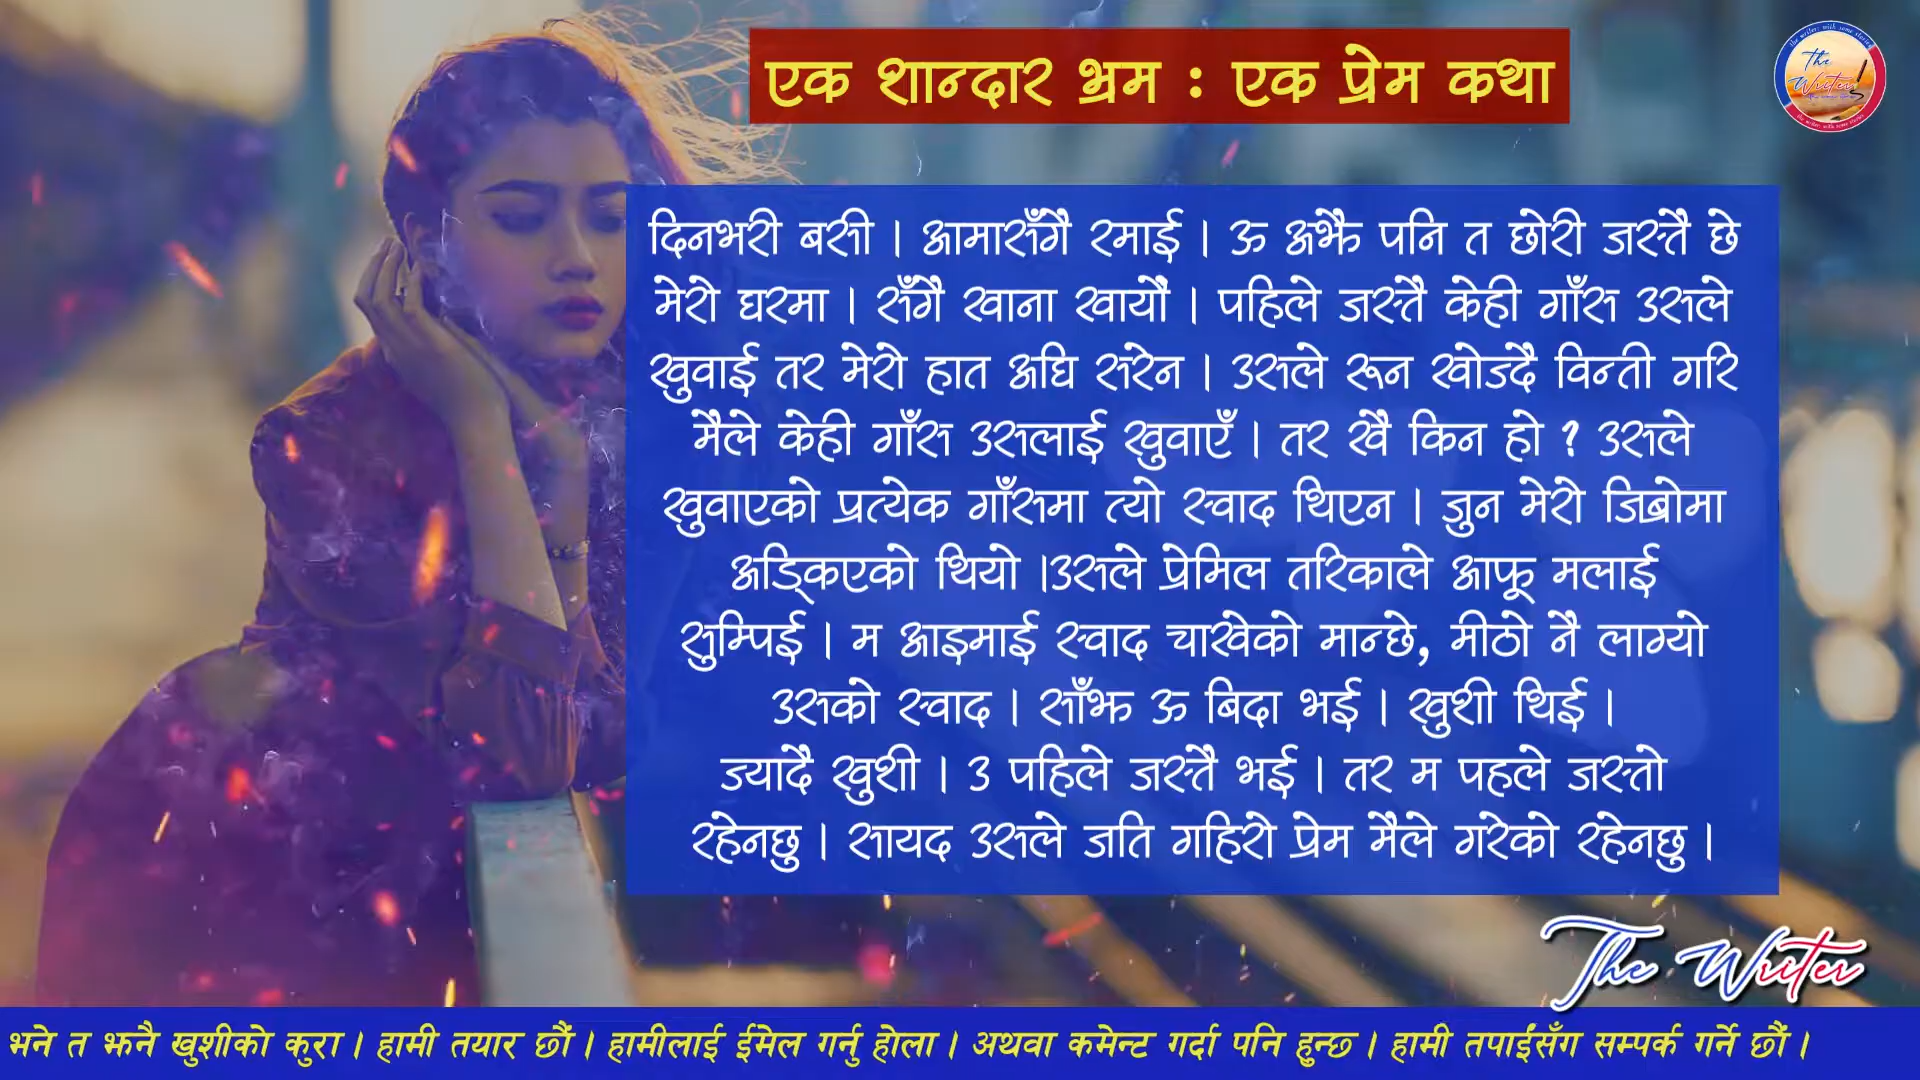 एक शानदार भ्रम : एक प्रेम कथा
The Writer
दिनभरी बसी । आमासँगै रमाई । ऊ अझै पनि त छोरी जस्तै छे
मेरो घरमा । सँगै खाना खायौं । पहिले जस्तै केही गाँस उसले
खुवाई तर मेरो हात अघि सरेन । उसले रून खोज्दै विन्ती गरि
मैले केही गाँस उसलाई खुवाएँ । तर खै किन हो ? उसले
खुवाएको प्रत्येक गाँसमा त्यो स्वाद थिएन । जुन मेरो जिब्रोमा
अड्किएको थियो ।उसले प्रेमिल तरिकाले आफू मलाई
सुम्पिई । म आइमाई स्वाद चाखेको मान्छे, मीठो नै लाग्यो
उसको स्वाद । साँझ ऊ बिदा भई । खुशी थिई ।
ज्यादै खुशी । उ पहिले जस्तै भई । तर म पहले जस्तो
रहेनछु । सायद उसले जति गहिरो प्रेम मैले गरेको रहेनछु ।
The Writer
भने त झनै खुशीको कुरा । हामी तयार छौं । हामीलाई ईमेल गर्नु होला । अथवा कमेन्ट गर्दा पनि हुन्छ । हामी तपाईंसँग सम्पर्क गर्ने छौं ।